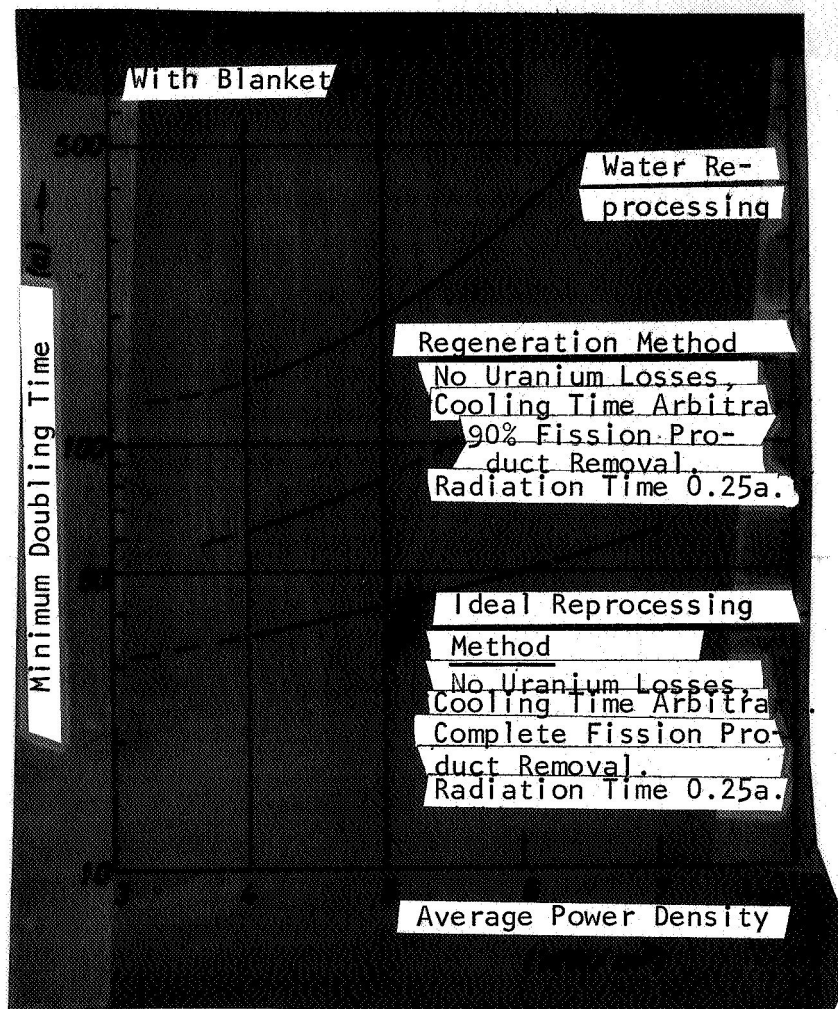 With Blanket
500
Water Re-
processing
(a)
Minimum Doubling Time
Regeneration Method
No Uranium Losses,
Cooling Time Arbitra
100
90% Fission Pro-
duct Removal.
Radiation Time 0.25a.
Ideal Reprocessing
Method
No Uranium Losses,
Cooling Time Arbitra
Complete Fission Pro-
duct Removal.
Radiation Time 0.25a.
10
3 4
Average Power Density